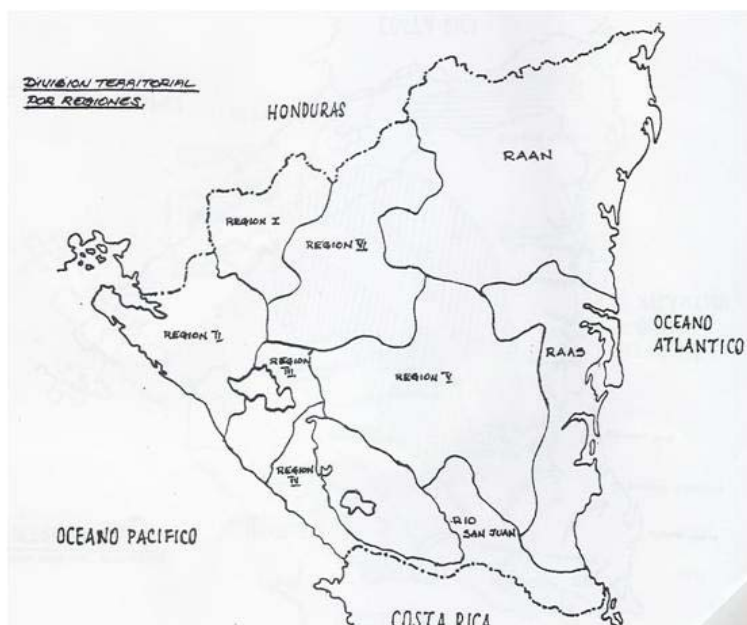 DIVISION TERRITORIAL
POR REGIONES.
HONDURAS
RAAN
REGION I
REGION VI
REGION II
OCEANO
ATLANTICO
RAAS
REGION
III
REGION V
REGION
IV
RIO
SAN JUAN
OCEANO PACIFICO
COSTA RICA